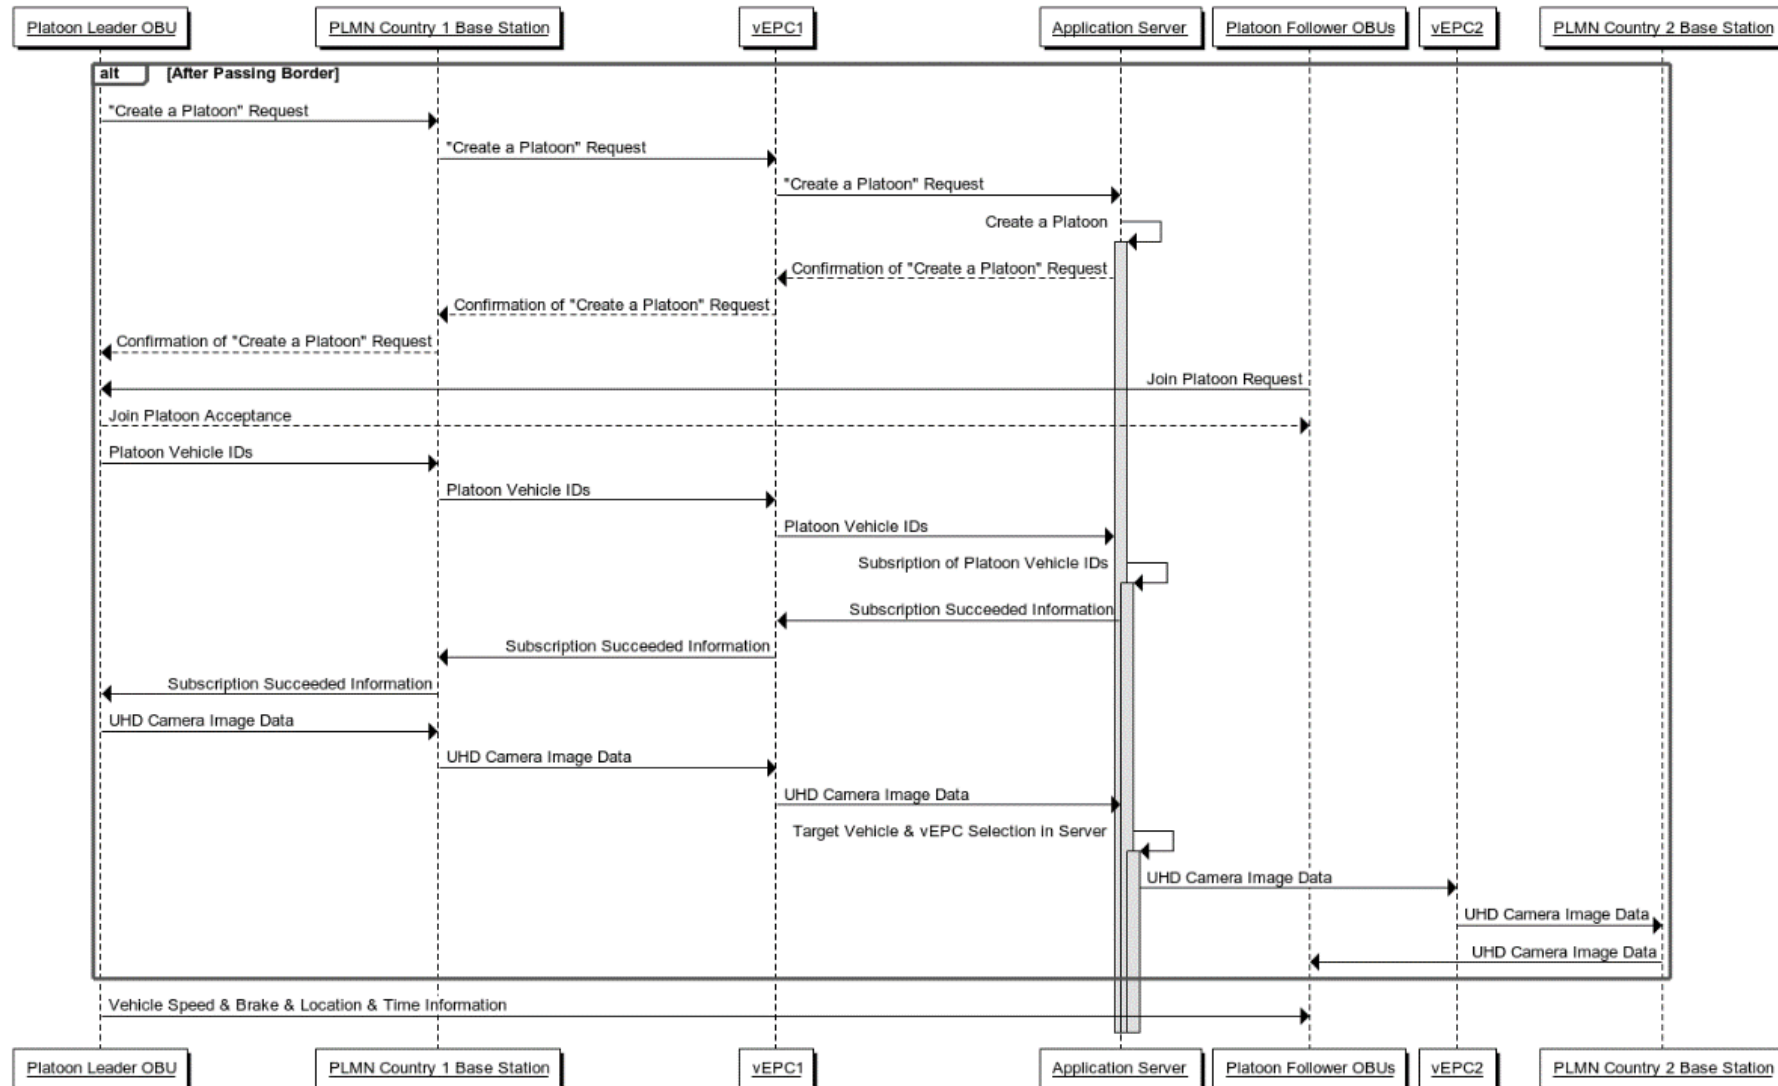 Platoon Leader OBU
PLMN Country 1 Base Station
vEPC1
Application Server
Platoon Follower OBUs
vEPC2
PLMN Country 2 Base Station
alt [After Passing Border]
"Create a Platoon" Request
"Create a Platoon" Request
"Create a Platoon" Request
Create a Platoon
Confirmation of "Create a Platoon" Request
Confirmation of "Create a Platoon" Request
Confirmation of "Create a Platoon" Request
Join Platoon Request
Join Platoon Acceptance
Platoon Vehicle IDs
Platoon Vehicle IDs
Platoon Vehicle IDs
Subsription of Platoon Vehicle IDs
Subscription Succeeded Information
Subscription Succeeded Information
Subscription Succeeded Information
UHD Camera Image Data
UHD Camera Image Data
UHD Camera Image Data
Target Vehicle & vEPC Selection in Server
UHD Camera Image Data
UHD Camera Image Data
UHD Camera Image Data
Vehicle Speed & Brake & Location & Time Information
Platoon Leader OBU
PLMN Country 1 Base Station
vEPC1
Application Server
Platoon Follower OBUs
vEPC2
PLMN Country 2 Base Station